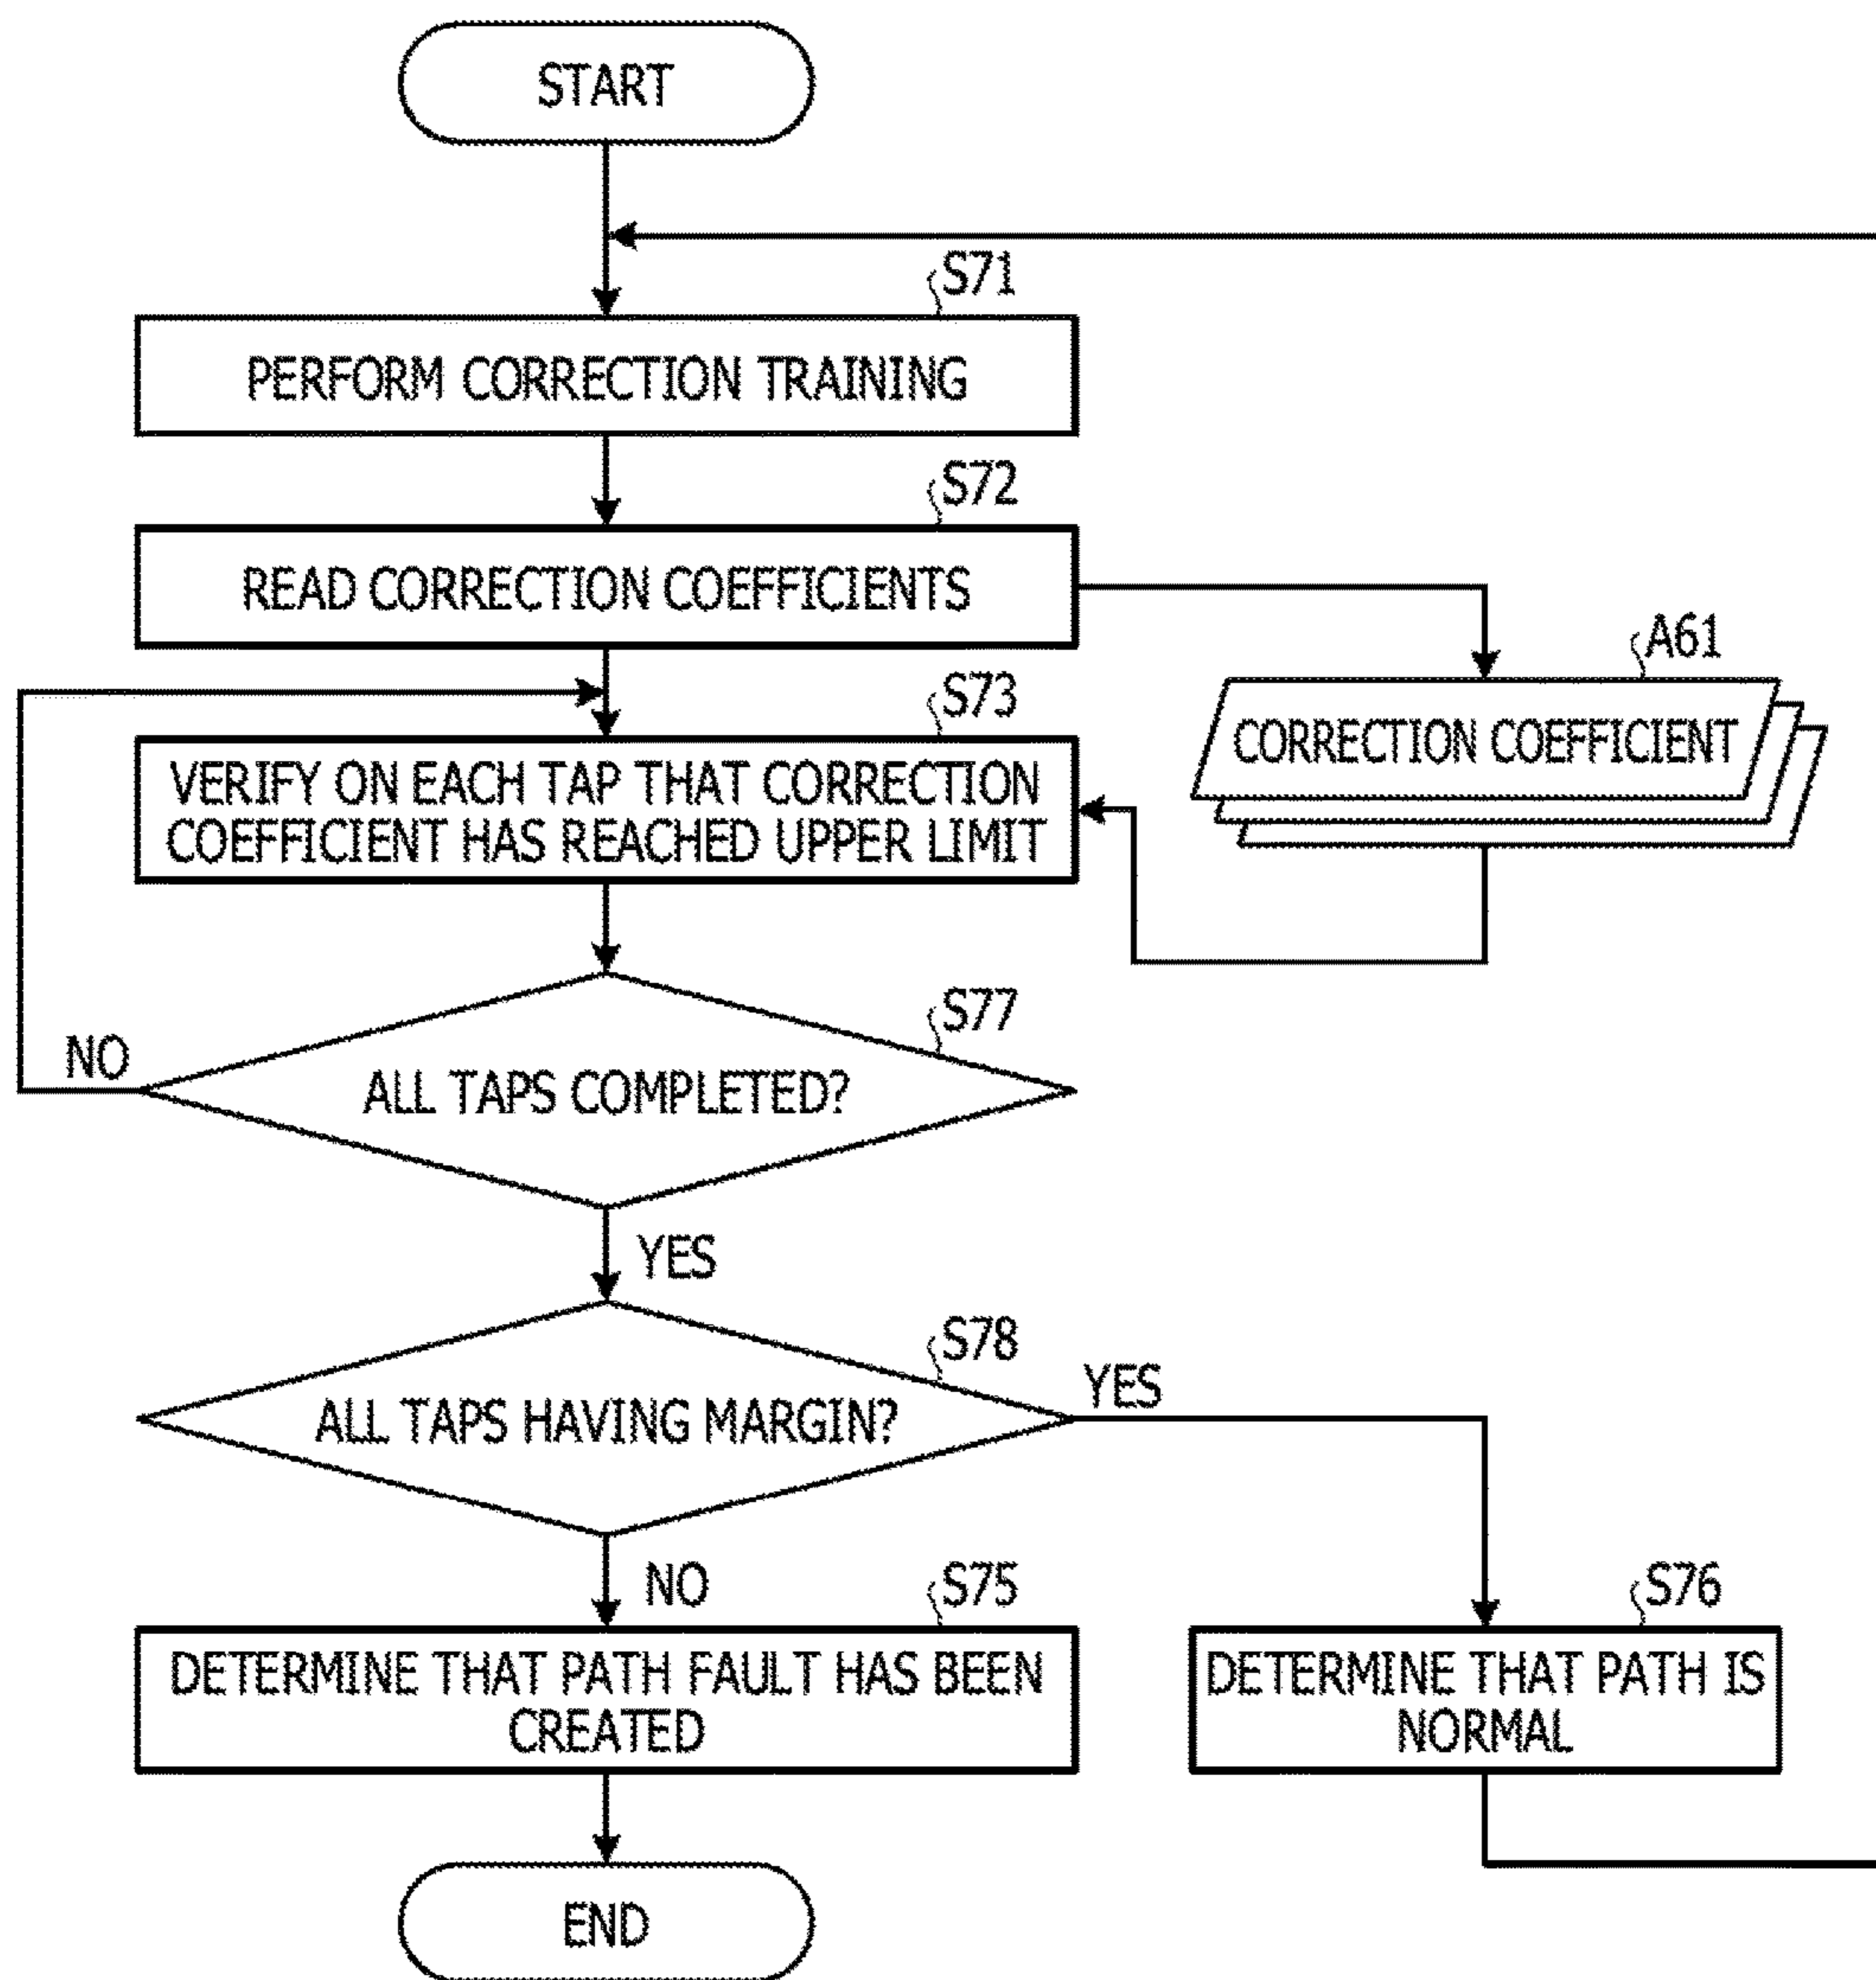 START
S71
PERFORM CORRECTION TRAINING
S72
READ CORRECTION COEFFICIENTS
A61
CORRECTION COEFFICIENT
S73
VERIFY ON EACH TAP THAT CORRECTION
COEFFICIENT HAS REACHED UPPER LIMIT
S77
NO
ALL TAPS COMPLETED?
YES
S78
YES
ALL TAPS HAVING MARGIN?
NO
S75
DETERMINE THAT PATH FAULT HAS BEEN
CREATED
S76
DETERMINE THAT PATH IS
NORMAL
END